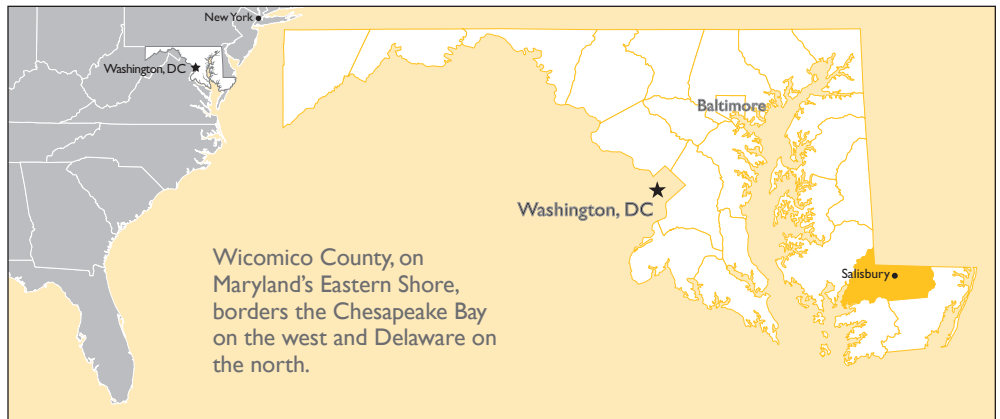 New York
Washington, DC
Baltimore
Washington, DC
Salisbury
Wicomico County, on
Maryland's Eastern Shore,
borders the Chesapeake Bay
on the west and Delaware on
the north.